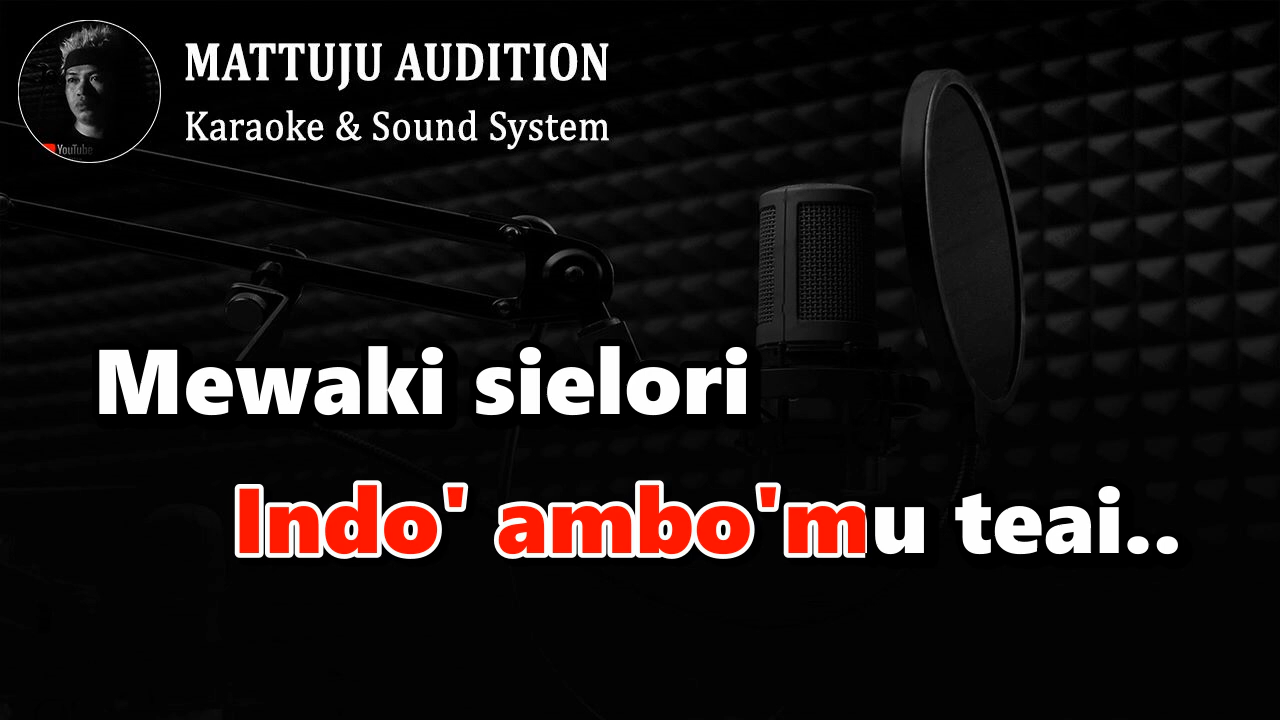 MATTUJU AUDITION
Karaoke & Sound System
YouTube
Mewaki sielori
Indo' ambo'mu teai..